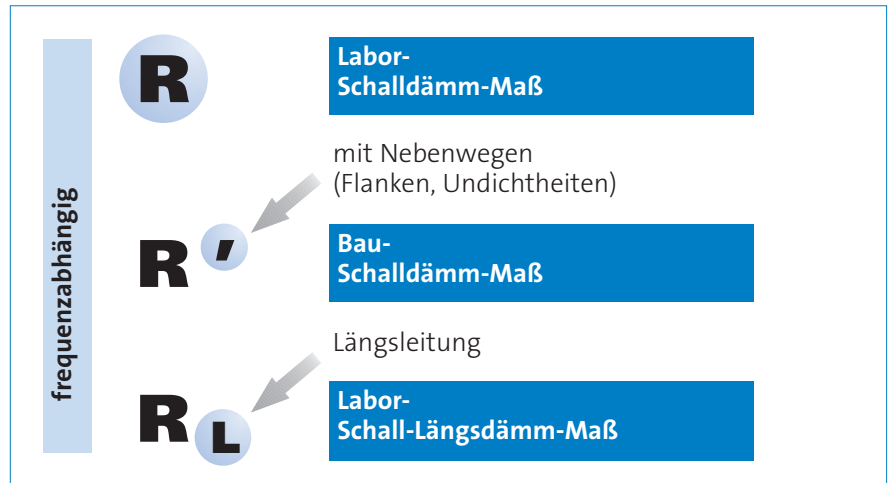 frequenzabhängig
R
Labor-
Schalldämm-Maß
mit Nebenwegen
(Flanken, Undichtheiten)
R'
Bau-
Schalldämm-Maß
Längsleitung
RL
Labor-
Schall-Längsdämm-Maß